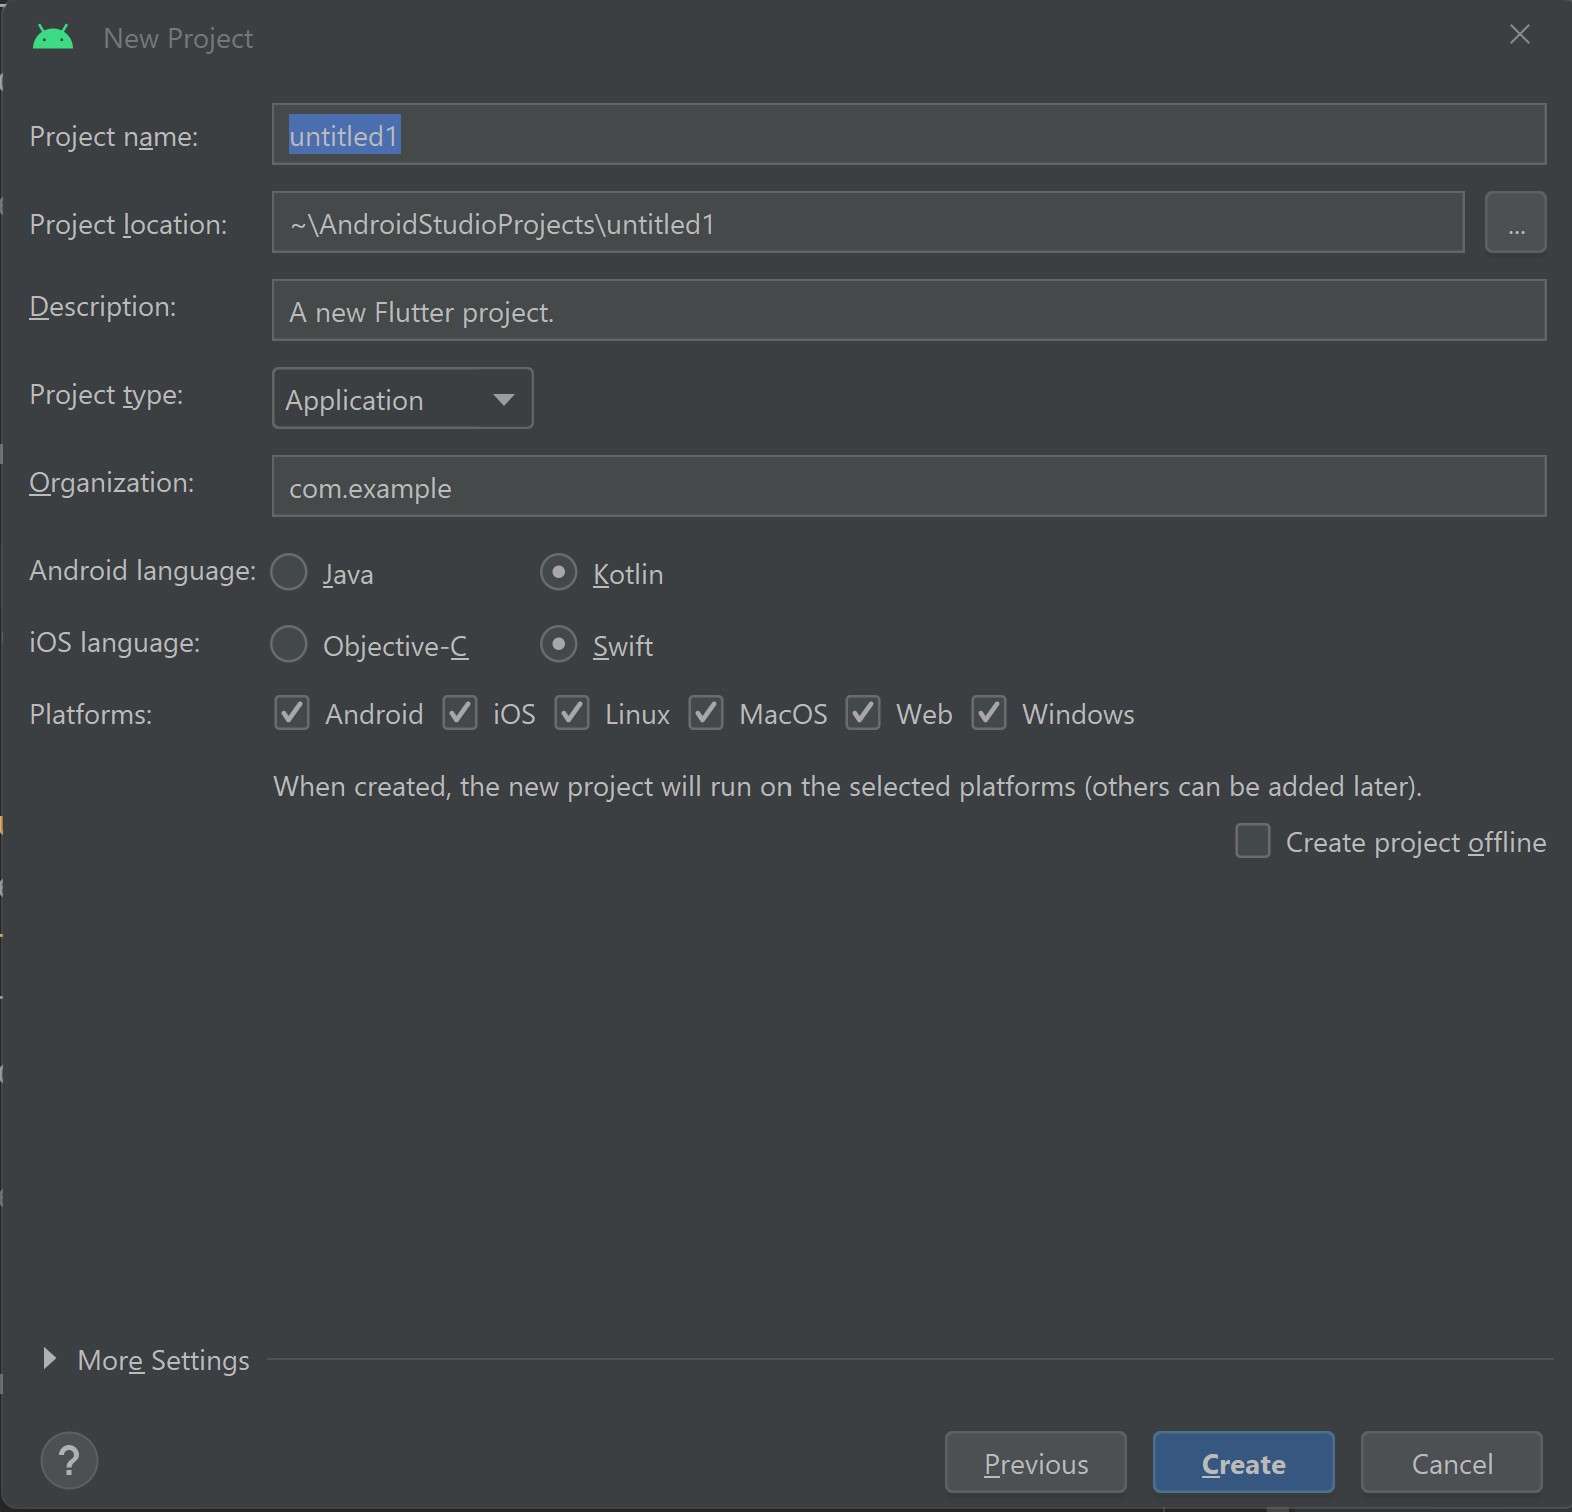 New Project
Project name: untitled1
Project location: ~\AndroidStudioProjects\untitled1 ...
Description: A new Flutter project.
Project type: Application
Organization: com.example
Android language: Java Kotlin
iOS language: Objective-C Swift
Platforms: Android iOS Linux MacOS Web Windows
When created, the new project will run on the selected platforms (others can be added later).
Create project offline
More Settings
? Previous Create Cancel